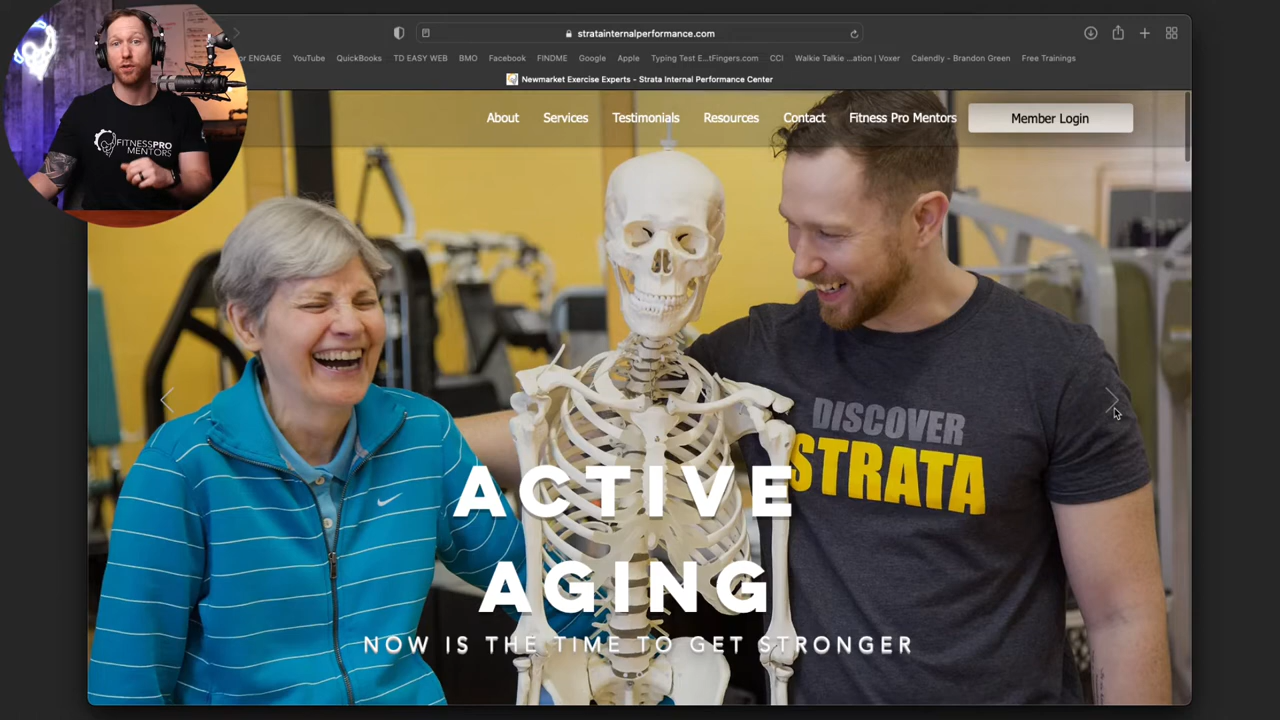 stratainternalperformance.com
or ENGAGE YouTube QuickBooks TD EASY WEB BMO Facebook FINDME Google Apple Typing Test E...tFingers.com CCI Walkie Talkie ...ation | Voxer Calendly - Brandon Green Free Trainings
Newmarket Exercise Experts - Strata Internal Performance Center
About Services Testimonials Resources Contact Fitness Pro Mentors Member Login
FITNESSPRO
MENTORS
DISCOVER
STRATA
ACTIVE
AGING
NOW IS THE TIME TO GET STRONGER